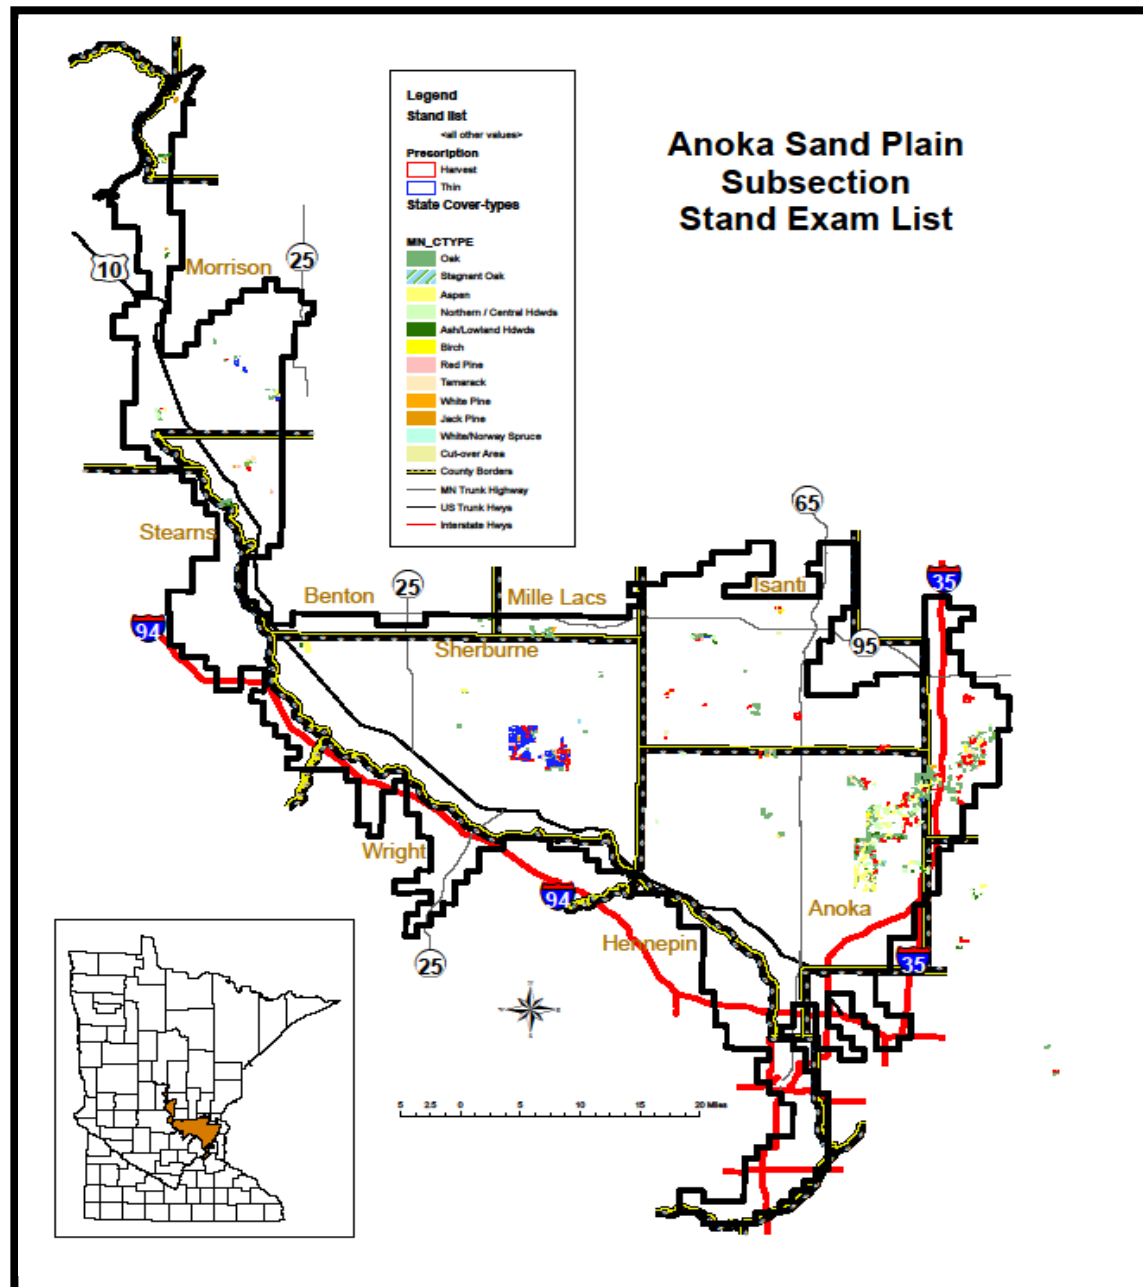 Anoka Sand Plain
Subsection
Stand Exam List
Legend
Stand list
<all other values>
Prescription
Harvest
Thin
State Cover-types
MN_CTYPE
Oak
Stagnant Oak
Aspen
Northern / Central Hdwds
Ash/Lowland Hdwds
Birch
Red Pine
Tamarack
White Pine
Jack Pine
White/Norway Spruce
Cut-over Area
County Borders
MN Trunk Highway
US Trunk Hwys
Interstate Hwys
10
Morrison
25
Stearns
65
94
Benton
25
Mille Lacs
Isanti
35
Sherburne
95
Wright
94
Anoka
Hennepin
25
35
5 2.5 0 5 10 15 20 Miles